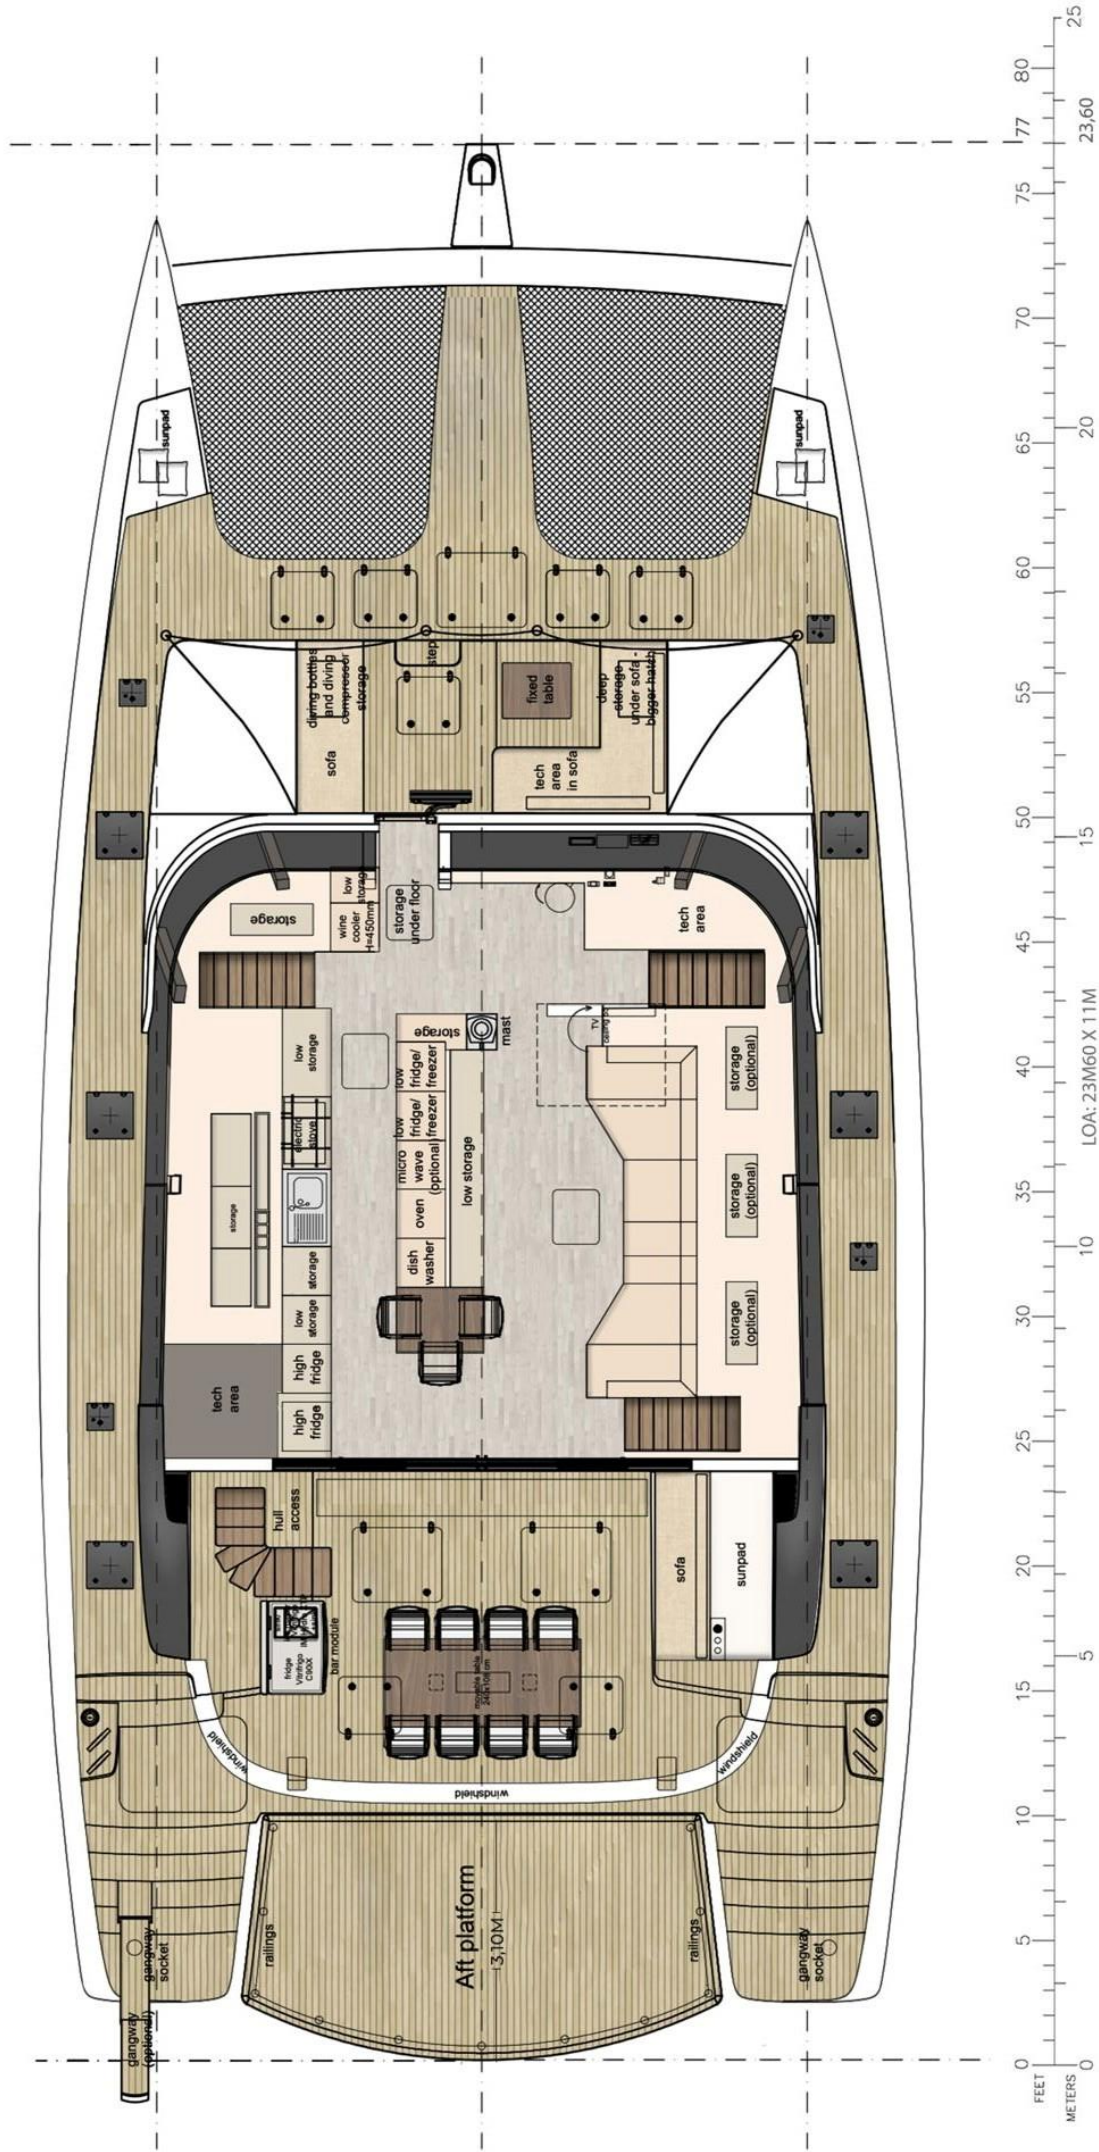 sunpad
sunpad
diving bottles
and diving
compressor
storage
sofa
step
fixed
table
deep
storage
under sofa -
bigger hatch
tech
area
in sofa
storage
low
storage
wine
cooler
H=450mm
storage
under floor
tech
area
low
storage
storage
mast
TV
low
fridge/
freezer
low
fridge/
freezer
micro
wave
(optional)
oven
dish
washer
low storage
electric
stove
storage
storage
low
storage
high
fridge
high
fridge
tech
area
storage
(optional)
storage
(optional)
storage
(optional)
hull
access
fridge
Vitrifrigo
C90X
bar module
movable table
240x108 cm
sofa
sunpad
windshield
windshield
windshield
Aft platform
3,10M
railings
railings
gangway
socket
gangway
(optional)
gangway
socket
FEET
0
5
10
15
20
25
30
35
40
45
50
55
60
65
70
75
77
80
METERS
0
5
10
15
20
23,60
25
LOA: 23M60 X 11M